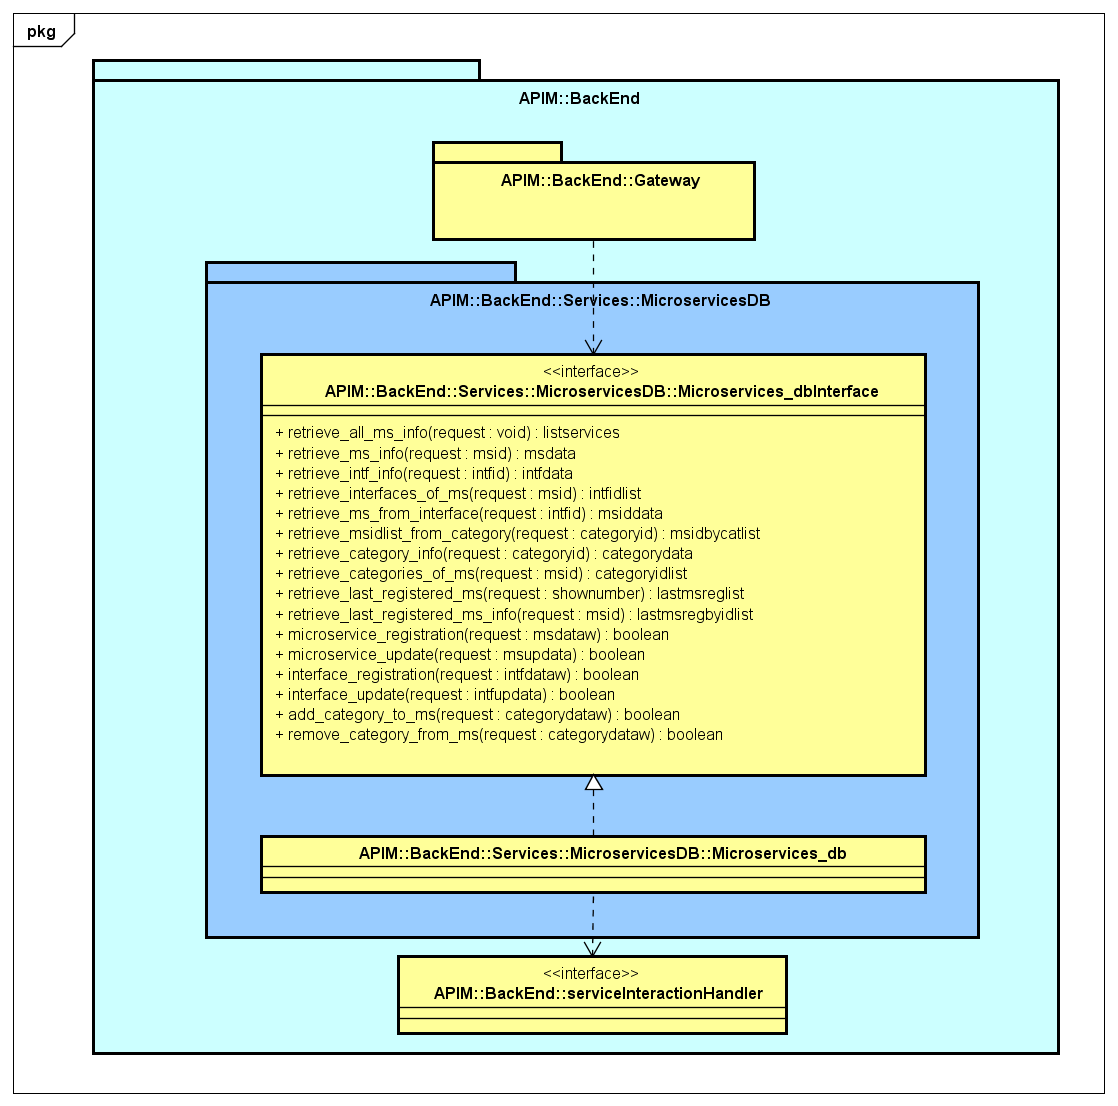 pkg
APIM::BackEnd
APIM::BackEnd::Gateway
APIM::BackEnd::Services::MicroservicesDB
<<interface>>
APIM::BackEnd::Services::MicroservicesDB::Microservices_dbInterface
+ retrieve_all_ms_info(request : void) : listservices
+ retrieve_ms_info(request : msid) : msdata
+ retrieve_intf_info(request : intfid) : intfdata
+ retrieve_interfaces_of_ms(request : msid) : intfidlist
+ retrieve_ms_from_interface(request : intfid) : msiddata
+ retrieve_msidlist_from_category(request : categoryid) : msidbycatlist
+ retrieve_category_info(request : categoryid) : categorydata
+ retrieve_categories_of_ms(request : msid) : categoryidlist
+ retrieve_last_registered_ms(request : shownumber) : lastmsreglist
+ retrieve_last_registered_ms_info(request : msid) : lastmsregbyidlist
+ microservice_registration(request : msdataw) : boolean
+ microservice_update(request : msupdata) : boolean
+ interface_registration(request : intfdataw) : boolean
+ interface_update(request : intfupdata) : boolean
+ add_category_to_ms(request : categorydataw) : boolean
+ remove_category_from_ms(request : categorydataw) : boolean
APIM::BackEnd::Services::MicroservicesDB::Microservices_db
<<interface>>
APIM::BackEnd::serviceInteractionHandler